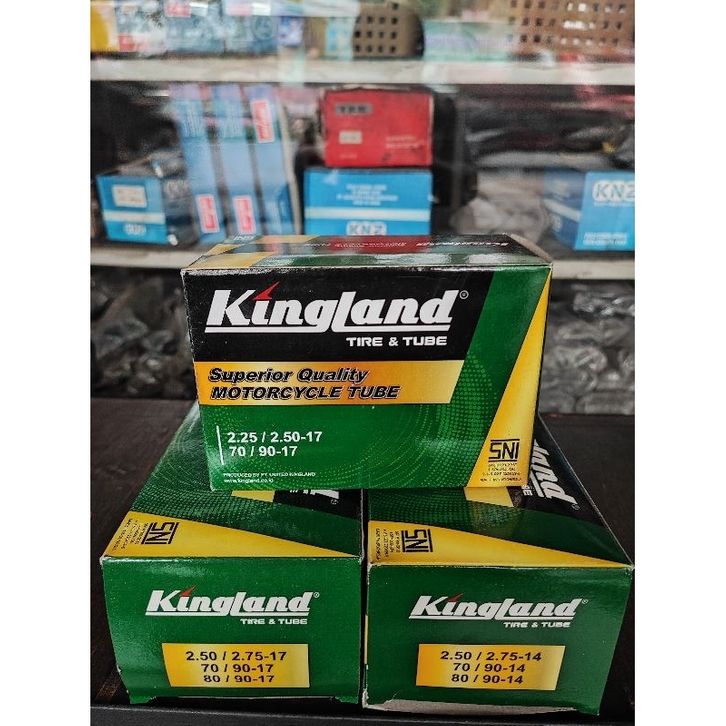 KNZ
KNZ
Kingland®
TIRE & TUBE
Superior Quality
MOTORCYCLE TUBE
2.25 / 2.50-17
70 / 90-17
PRODUCED BY PT. UNITED KINGLAND
www.kingland.co.id
SNI
SNI
SNI
Kingland
TIRE & TUBE
2.50 / 2.75-17
70 / 90-17
80 / 90-17
Kingland
TIRE & TUBE
2.50 / 2.75-14
70 / 90-14
80 / 90-14